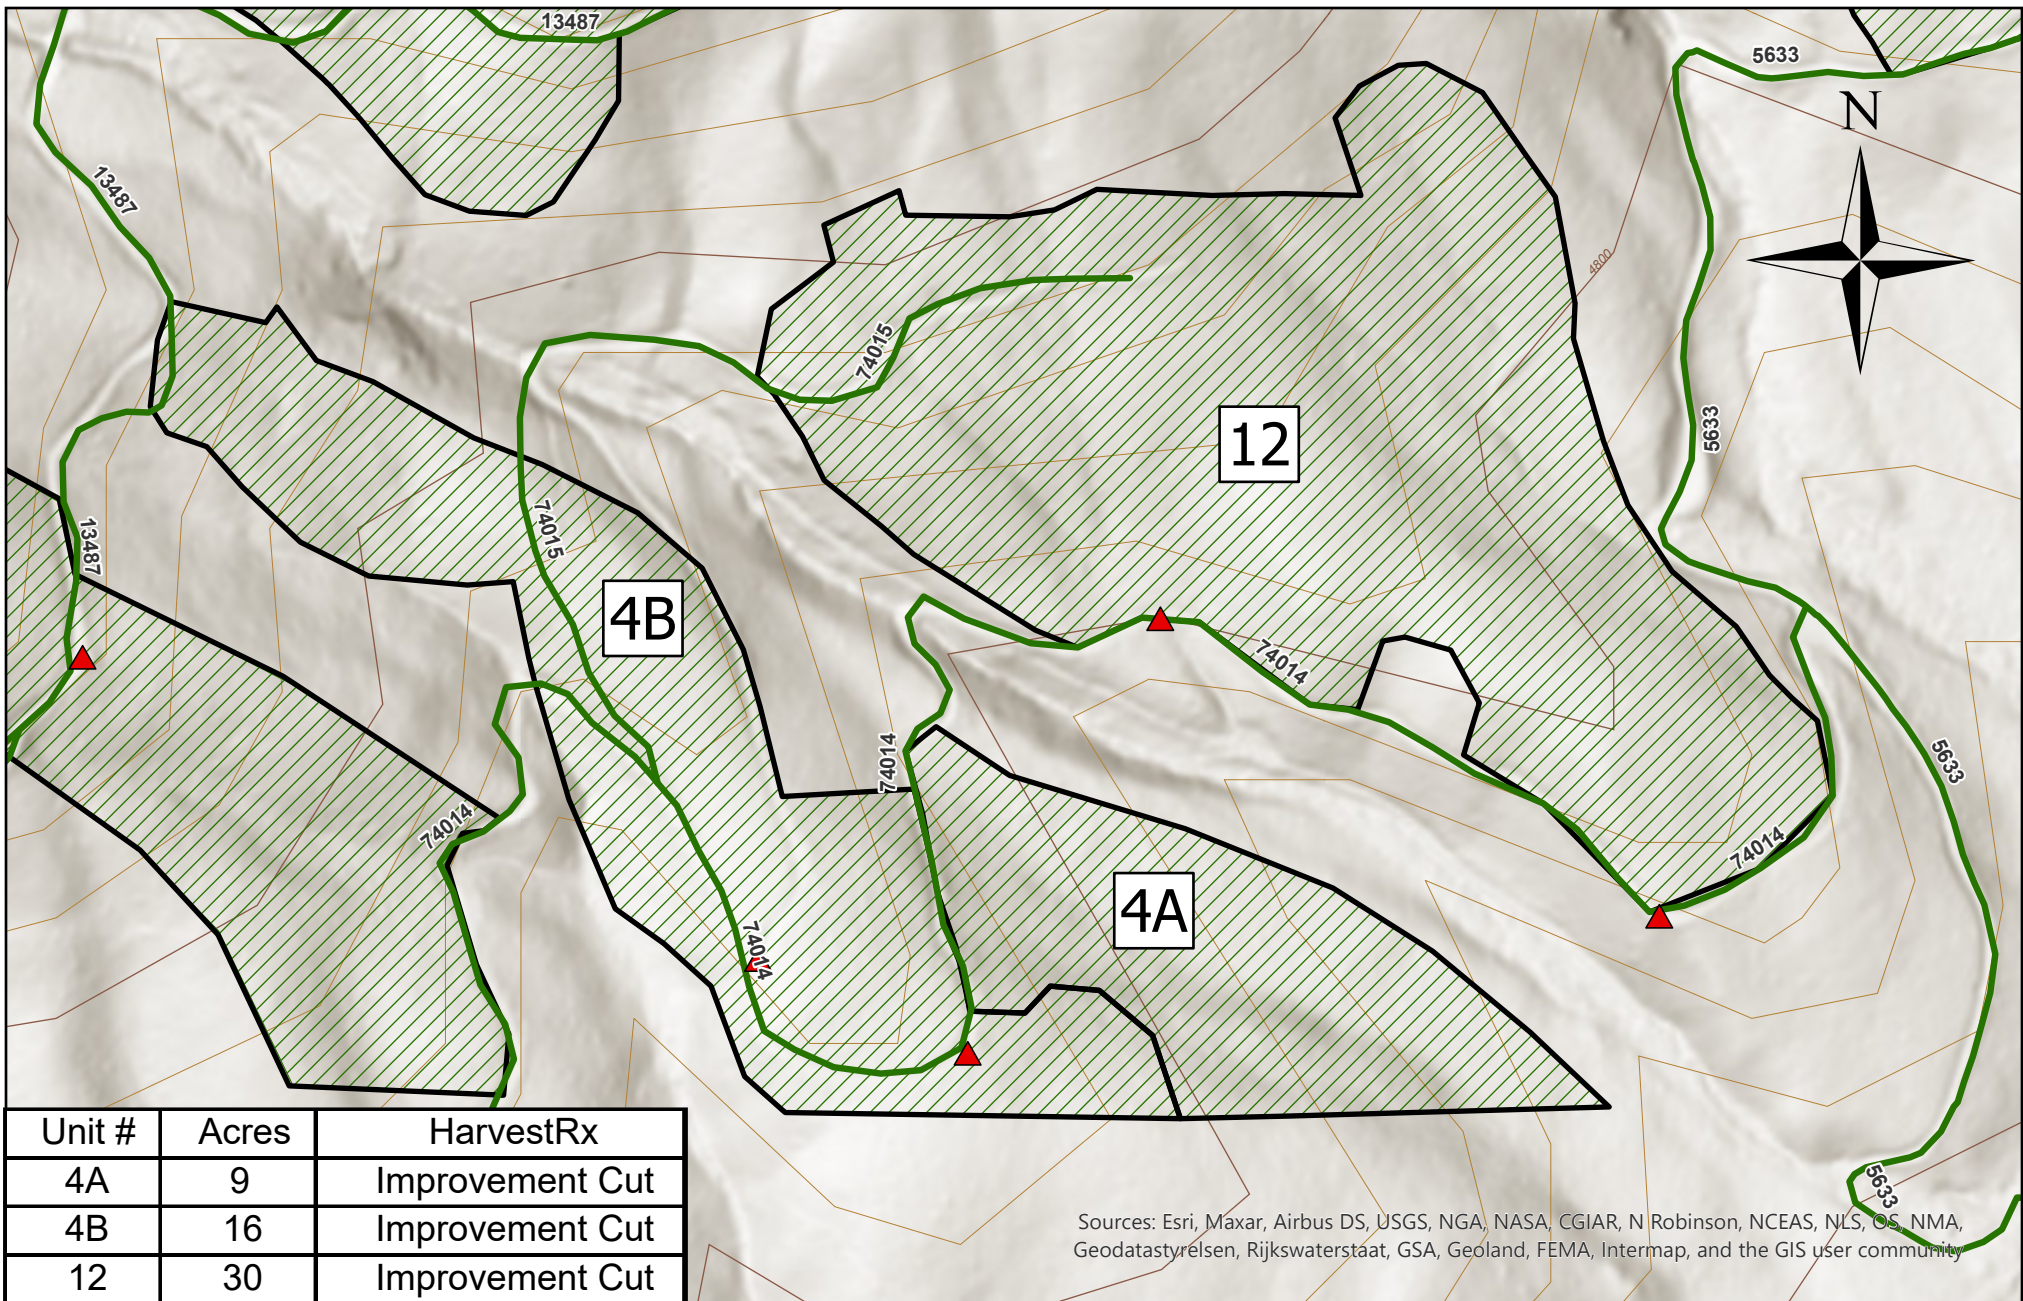 13487
5633
N
13487
4800
74015
5633
12
74015
13487
4B
74014
74014
5633
74014
74014
4A
74014
Unit # Acres HarvestRx
4A 9 Improvement Cut
4B 16 Improvement Cut
12 30 Improvement Cut
5633
Sources: Esri, Maxar, Airbus DS, USGS, NGA, NASA, CGIAR, N Robinson, NCEAS, NLS, OS, NMA,
Geodatastyrelsen, Rijkswaterstaat, GSA, Geoland, FEMA, Intermap, and the GIS user community